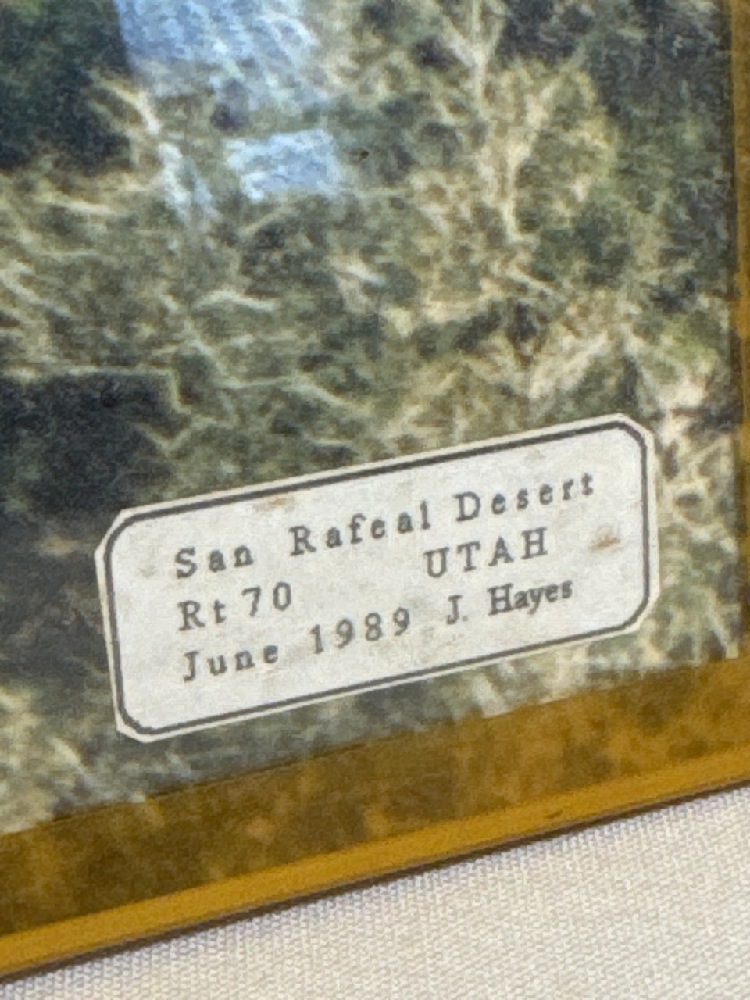 San Rafeal Desert
Rt 70 UTAH
June 1989 J. Hayes